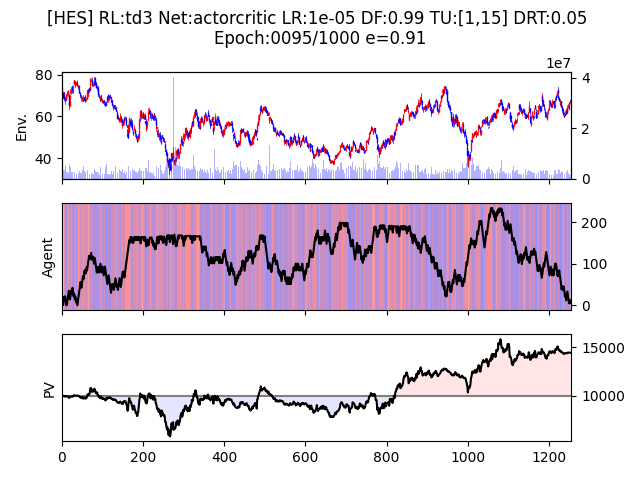 [HES] RL:td3 Net:actorcritic LR:1e-05 DF:0.99 TU:[1,15] DRT:0.05
Epoch:0095/1000 e=0.91
1e7
80
60
40
Env.
4
2
0
Agent
200
100
0
PV
15000
10000
0 200 400 600 800 1000 1200